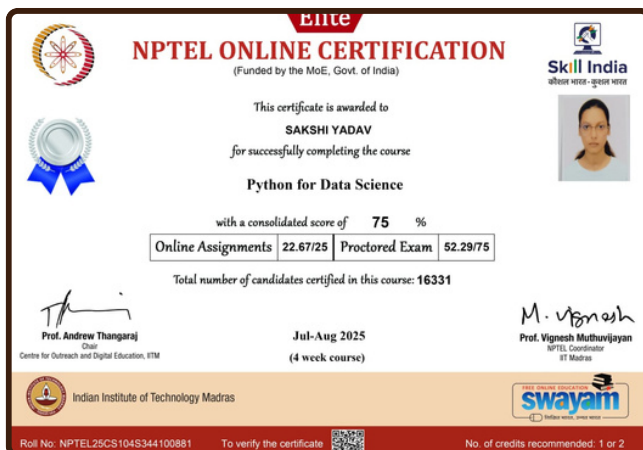 Elite
NPTEL ONLINE CERTIFICATION
(Funded by the MoE, Govt. of India)
Skill India
कौशल भारत - कुशल भारत
This certificate is awarded to
SAKSHI YADAV
for successfully completing the course
Python for Data Science
with a consolidated score of 75 %
Online Assignments 22.67/25 Proctored Exam 52.29/75
Total number of candidates certified in this course: 16331
M. Vignesh
Prof. Andrew Thangaraj
Chair
Centre for Outreach and Digital Education, IITM
Jul-Aug 2025
(4 week course)
Prof. Vignesh Muthuvijayan
NPTEL Coordinator
IIT Madras
Indian Institute of Technology Madras
FREE ONLINE EDUCATION
swayam
शिक्षित भारत, उन्नत भारत
Roll No: NPTEL25CS104S344100881 To verify the certificate No. of credits recommended: 1 or 2